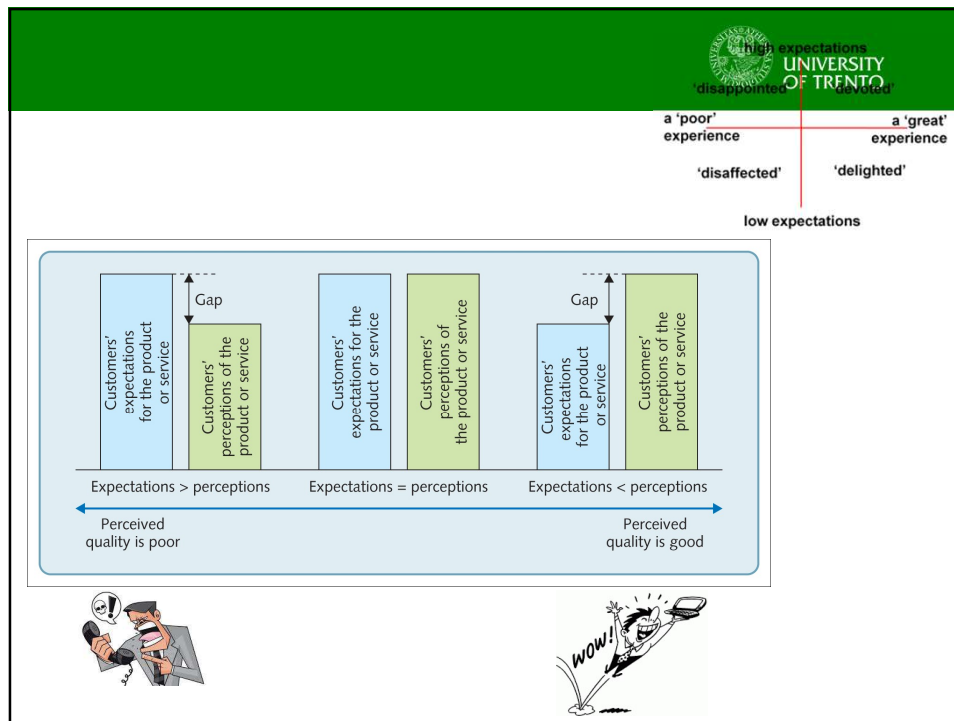 high expectations
UNIVERSITY
OF TRENTO
'disappointed'
devoted'
a 'poor'
experience
a 'great'
experience
'disaffected'
'delighted'
low expectations
Customers'
expectations
for the product
or service
Gap
Customers'
perceptions of the
product or service
Customers'
expectations for the
product or service
Customers'
perceptions of
the product or service
Customers'
expectations
for the product
or service
Gap
Customers'
perceptions of the
product or service
Expectations > perceptions
Expectations = perceptions
Expectations < perceptions
Perceived
quality is poor
Perceived
quality is good
!
WOW!